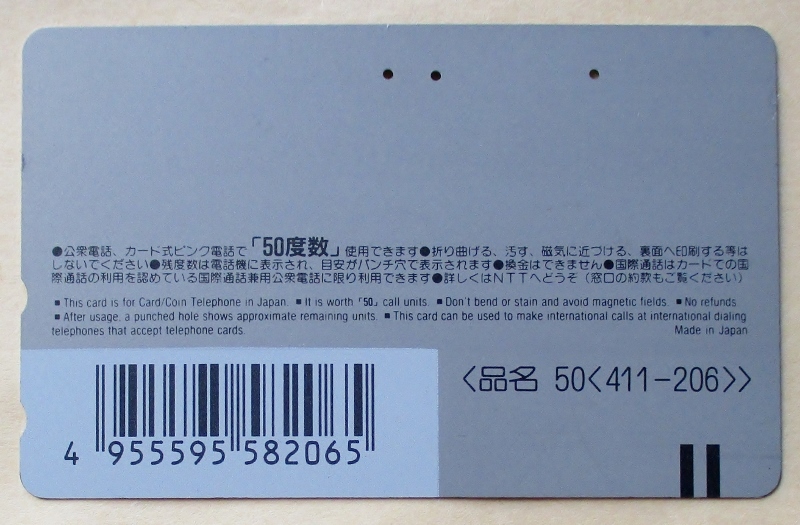 ●公衆電話、カード式ピンク電話で「50度数」使用できます●折り曲げる、汚す、磁気に近づける、裏面へ印刷する等は
しないでください●残度数は電話機に表示され、目安がパンチ穴で表示されます●換金はできません●国際通話はカードでの国
際通話の利用を認めている国際通話兼用公衆電話に限り利用できます●詳しくはNTTへどうぞ（窓口の約款もご覧ください）
■ This card is for Card/Coin Telephone in Japan. ■ It is worth「50」call units. ■ Don't bend or stain and avoid magnetic fields. ■ No refunds.
■ After usage, a punched hole shows approximate remaining units. ■ This card can be used to make international calls at international dialing
telephones that accept telephone cards. Made in Japan
〈品名 50〈411-206〉〉
4 955595 582065